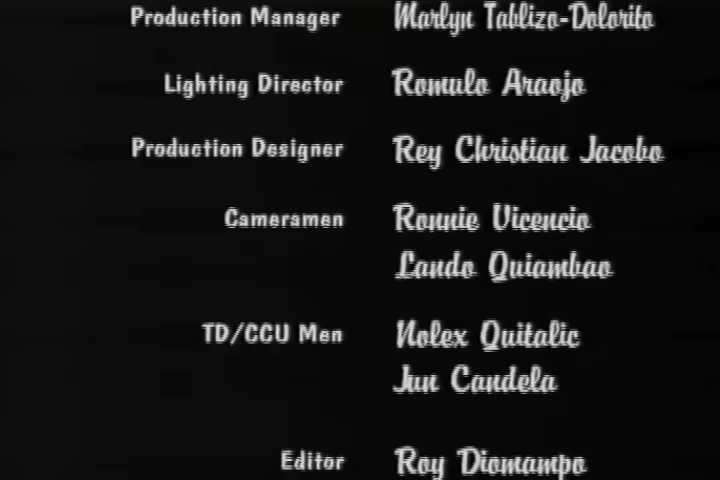 Production Manager Marlyn Tablizo-Dolorito
Lighting Director Romulo Araojo
Production Designer Rey Christian Jacobo
Cameramen Ronnie Vicencio
Lando Quiambao
TD/CCU Men Nolex Quitalic
Jun Candela
Editor Roy Diomampo